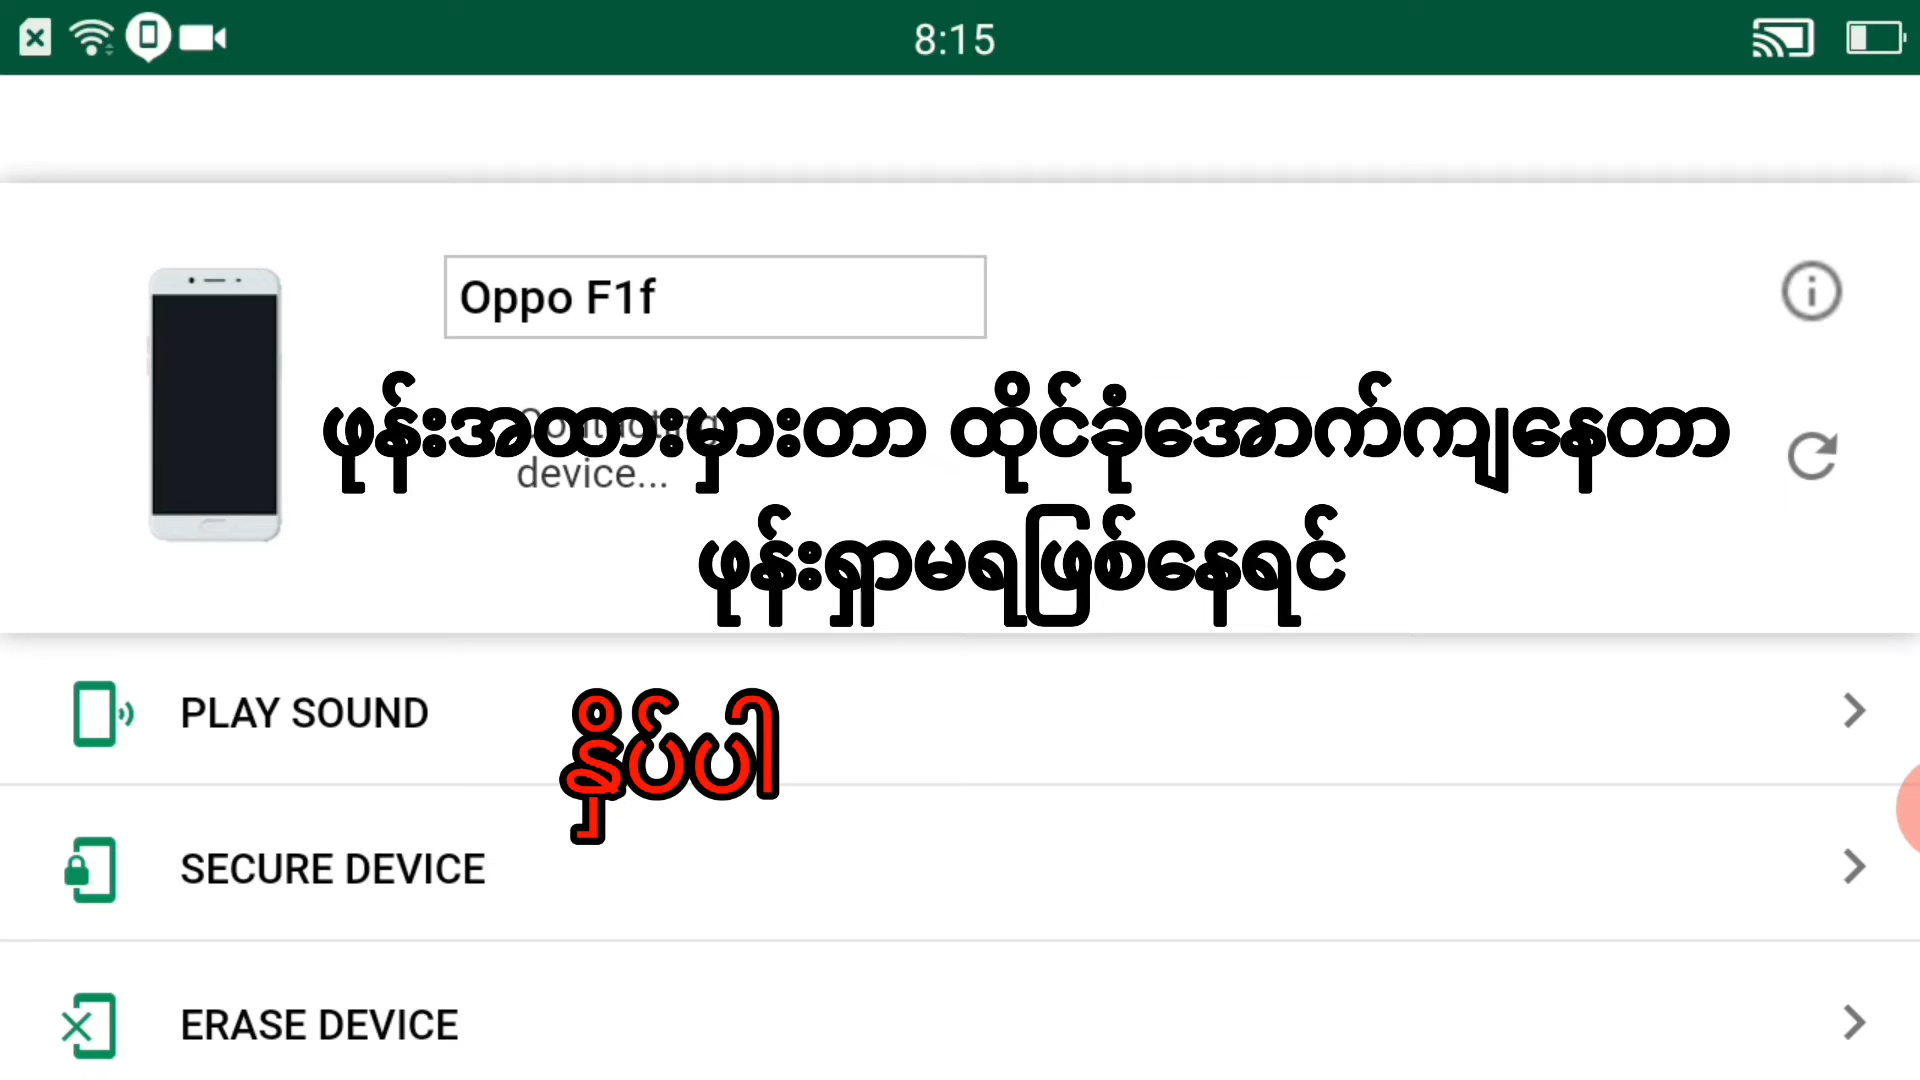 8:15
Oppo F1f
ဖုန်းအထားမှားတာ ထိုင်ခုံအောက်ကျနေတာ
Contacting
device...
ဖုန်းရှာမရဖြစ်နေရင်
PLAY SOUND
နှိပ်ပါ
SECURE DEVICE
ERASE DEVICE